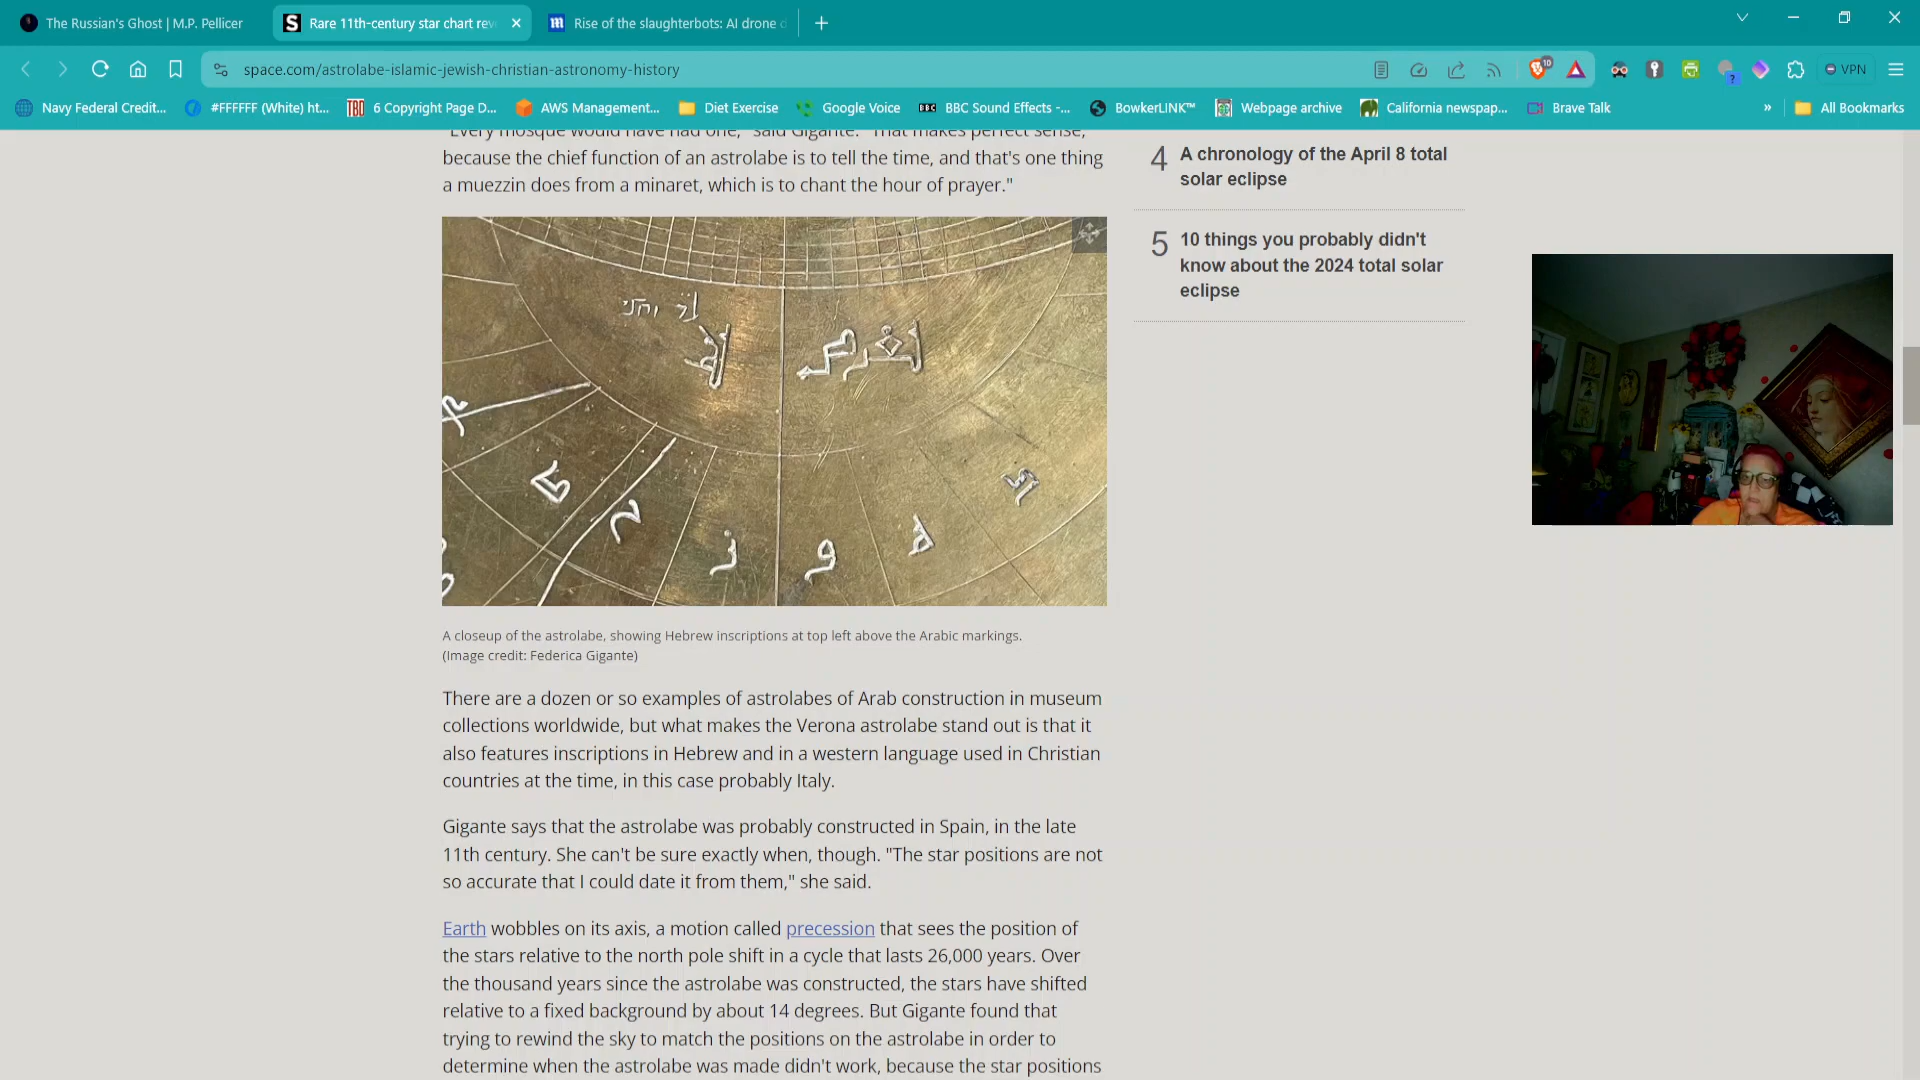 The Russian's Ghost | M.P. Pellicer
Rare 11th-century star chart rev
Rise of the slaughterbots: AI drone d
space.com/astrolabe-islamic-jewish-christian-astronomy-history
10
VPN
Navy Federal Credit...
#FFFFFF (White) ht...
6 Copyright Page D...
AWS Management...
Diet Exercise
Google Voice
BBC
BBC Sound Effects -...
BowkerLINK™
Webpage archive
California newspap...
Brave Talk
»
All Bookmarks
"Every mosque would have had one," said Gigante. "That makes perfect sense,
because the chief function of an astrolabe is to tell the time, and that's one thing
a muezzin does from a minaret, which is to chant the hour of prayer."
A closeup of the astrolabe, showing Hebrew inscriptions at top left above the Arabic markings.
(Image credit: Federica Gigante)
There are a dozen or so examples of astrolabes of Arab construction in museum
collections worldwide, but what makes the Verona astrolabe stand out is that it
also features inscriptions in Hebrew and in a western language used in Christian
countries at the time, in this case probably Italy.
Gigante says that the astrolabe was probably constructed in Spain, in the late
11th century. She can't be sure exactly when, though. "The star positions are not
so accurate that I could date it from them," she said.
Earth wobbles on its axis, a motion called precession that sees the position of
the stars relative to the north pole shift in a cycle that lasts 26,000 years. Over
the thousand years since the astrolabe was constructed, the stars have shifted
relative to a fixed background by about 14 degrees. But Gigante found that
trying to rewind the sky to match the positions on the astrolabe in order to
determine when the astrolabe was made didn't work, because the star positions
4
A chronology of the April 8 total
solar eclipse
5
10 things you probably didn't
know about the 2024 total solar
eclipse